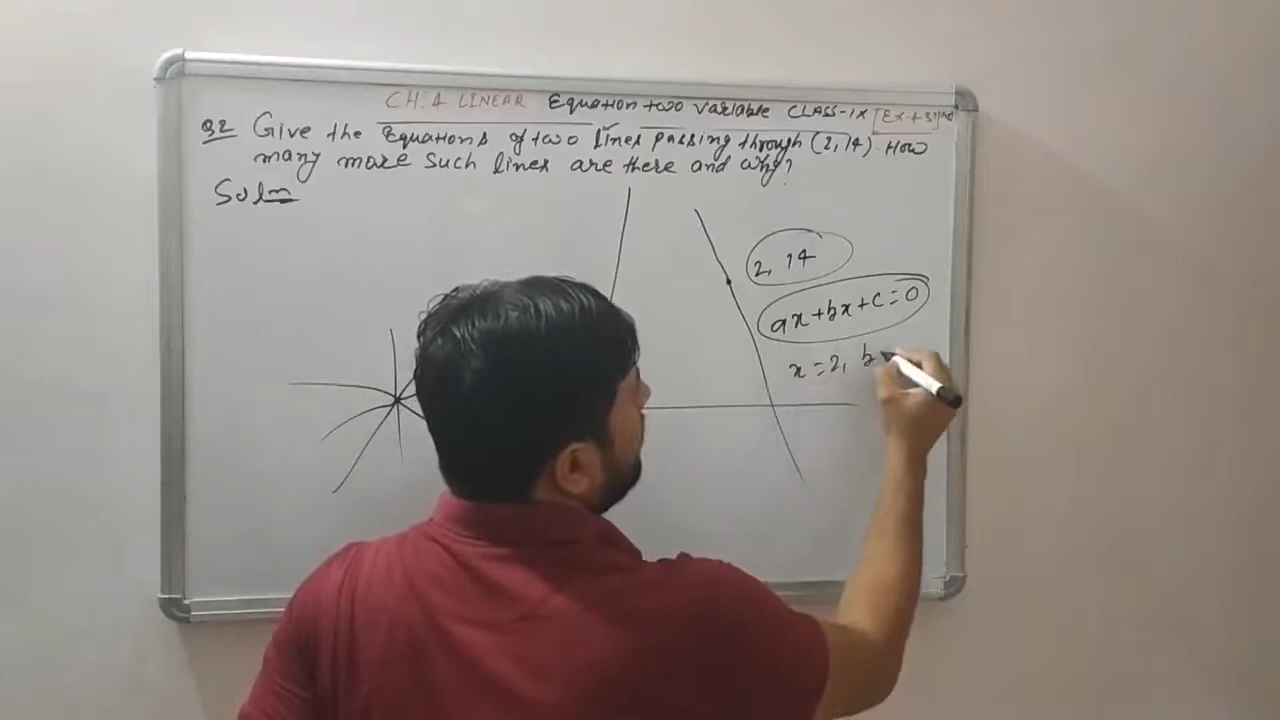 CH.4 LINEAR Equation two variable CLASS-IX [Ex 4.3]
Q2 Give the Equations of two lines passing through (2, 14). How
many more such lines are there and why?
Soln
2, 14
ax+bx+c=0
x=2,